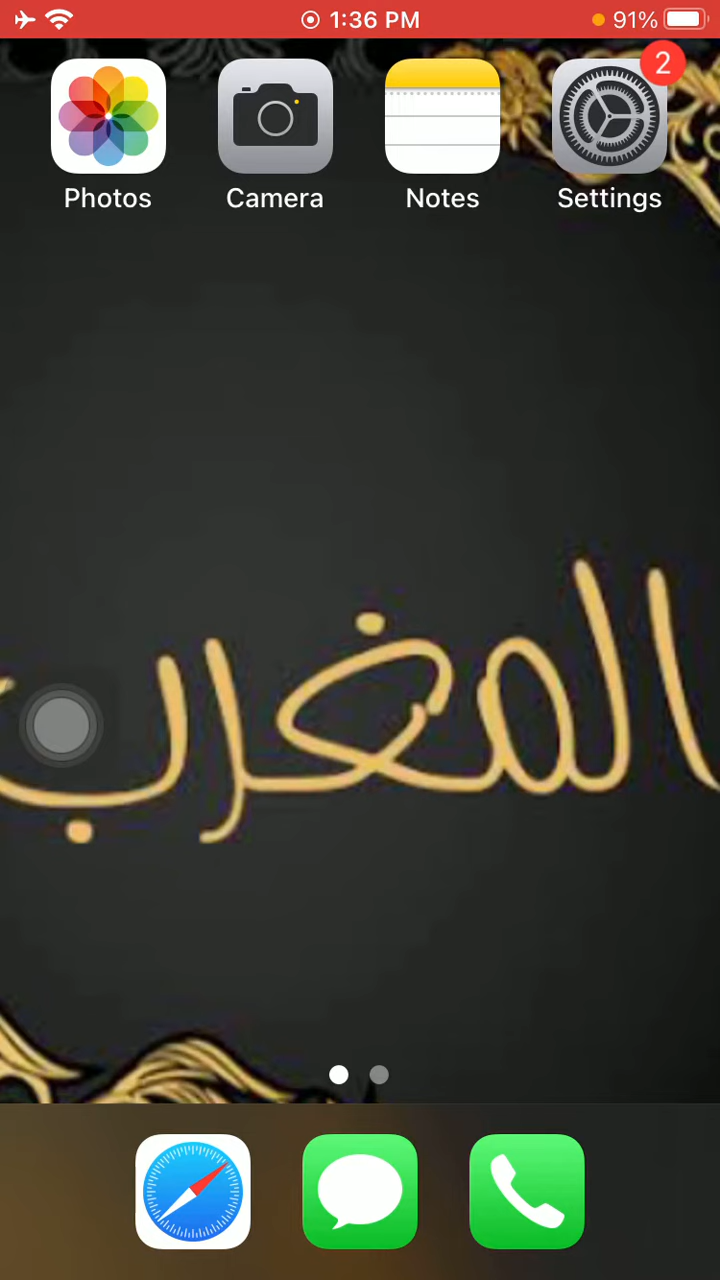 1:36 PM
91%
2
Photos
Camera
Notes
Settings
المغرب